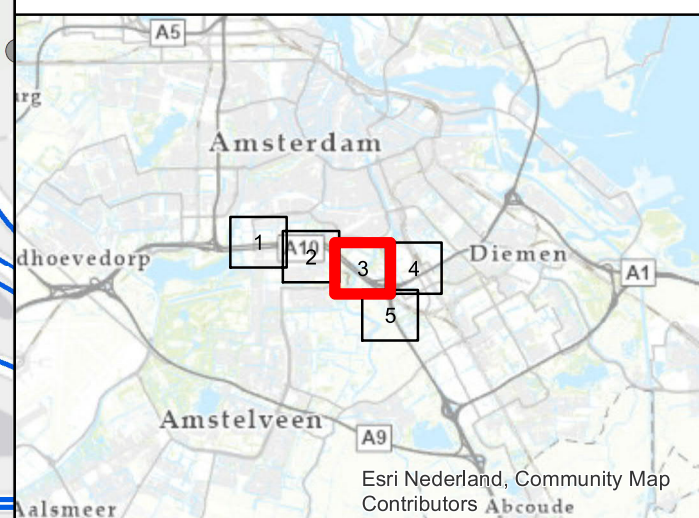 A5
urg
Amsterdam
1
A10
2
3
4
dhoevedorp
Diemen
A1
5
Amstelveen
A9
Esri Nederland, Community Map
Contributors
Abcoude
Aalsmeer